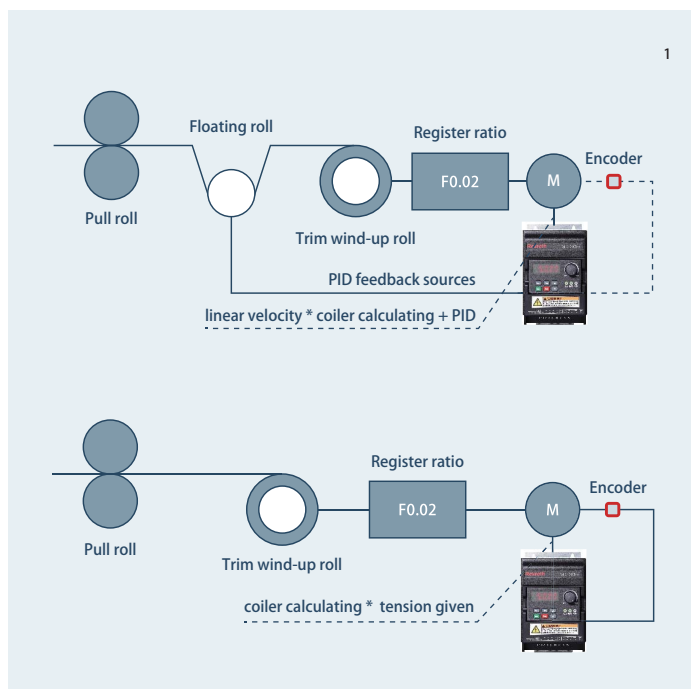 1
Floating roll
Register ratio
Encoder
F0.02
M
Pull roll
Trim wind-up roll
PID feedback sources
linear velocity * coiler calculating + PID
Register ratio
Encoder
F0.02
M
Pull roll
Trim wind-up roll
coiler calculating * tension given